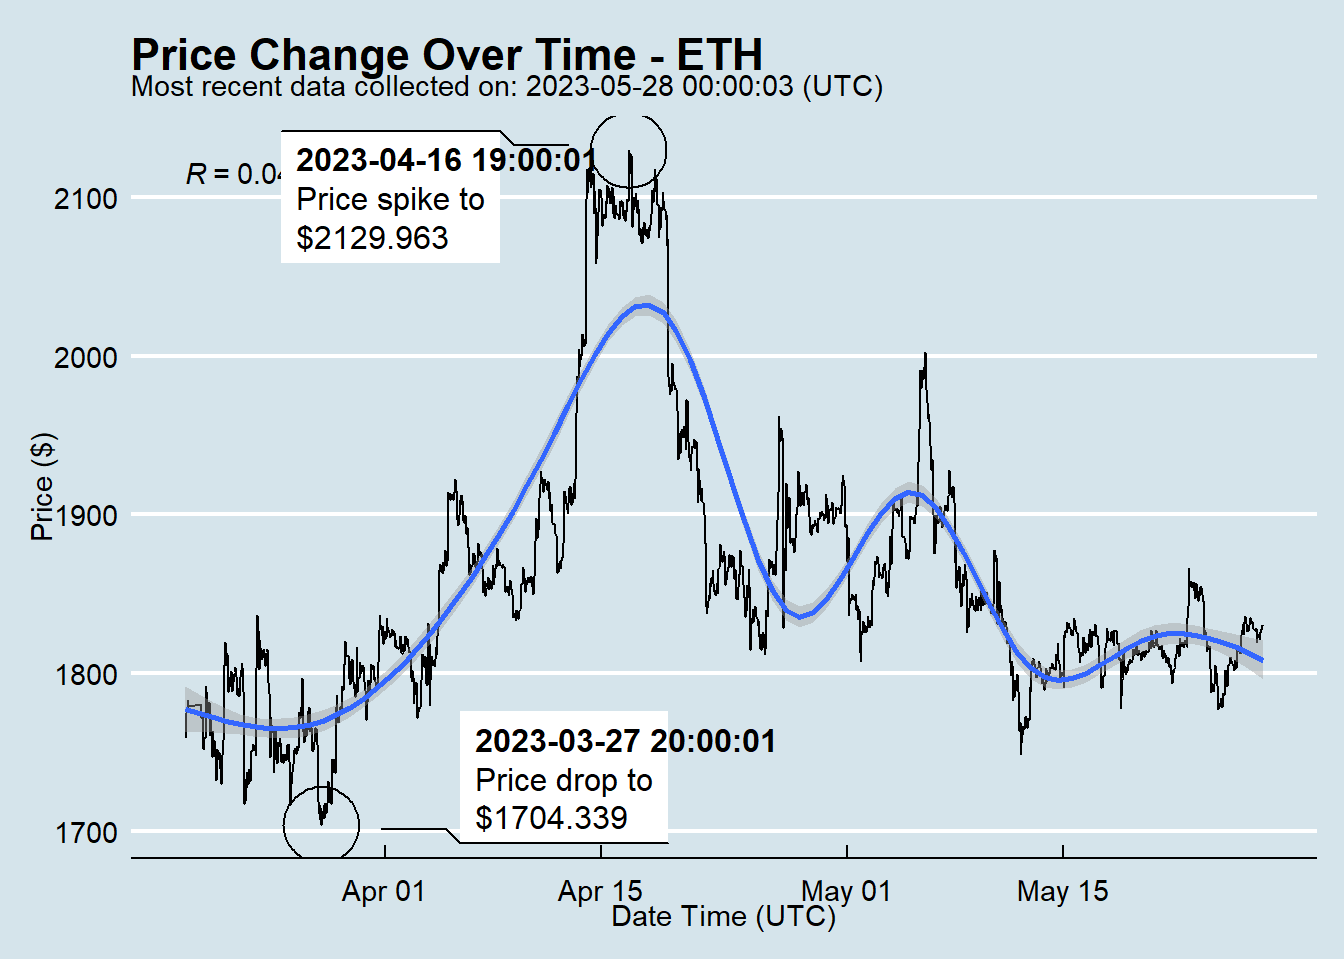 Price Change Over Time - ETH
Most recent data collected on: 2023-05-28 00:00:03 (UTC)
2023-04-16 19:00:01
Price spike to
$2129.963
R = 0.04
2100
2000
1900
1800
1700
Price ($)
2023-03-27 20:00:01
Price drop to
$1704.339
Apr 01
Apr 15
May 01
May 15
Date Time (UTC)